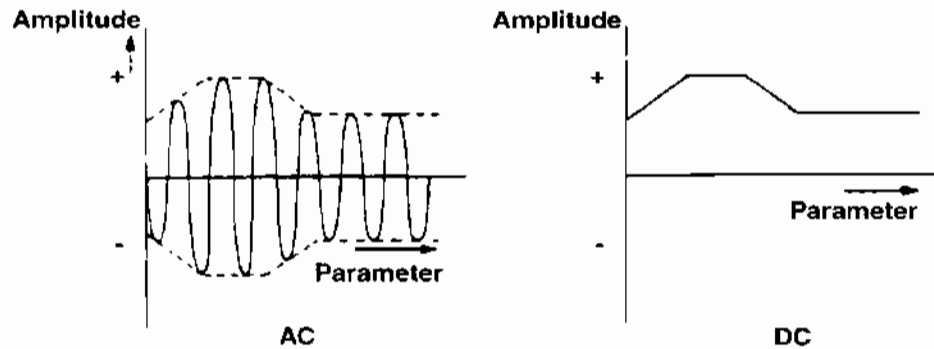 Amplitude
+
-
Parameter
AC
Amplitude
+
-
Parameter
DC